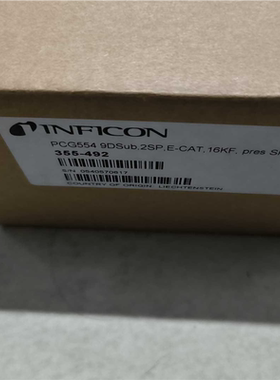 INFICON
PCG554 9DSub,2SP,E-CAT,16KF, pres
355-492
COUNTRY OF ORIGIN: LIECHTENSTEIN